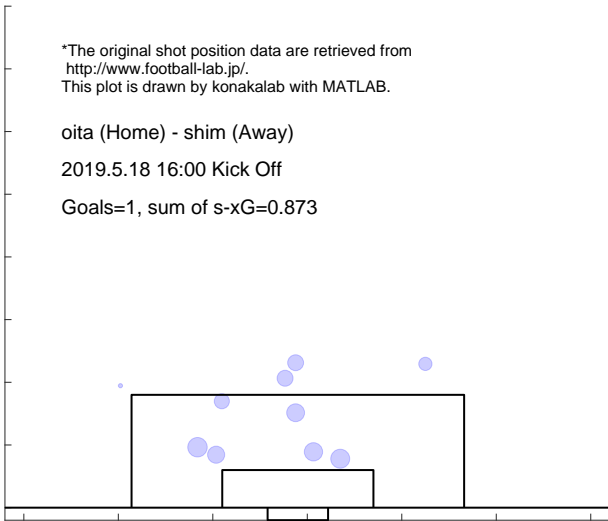 *The original shot position data are retrieved from
http://www.football-lab.jp/.
This plot is drawn by konakalab with MATLAB.
oita (Home) - shim (Away)
2019.5.18 16:00 Kick Off
Goals=1, sum of s-xG=0.873